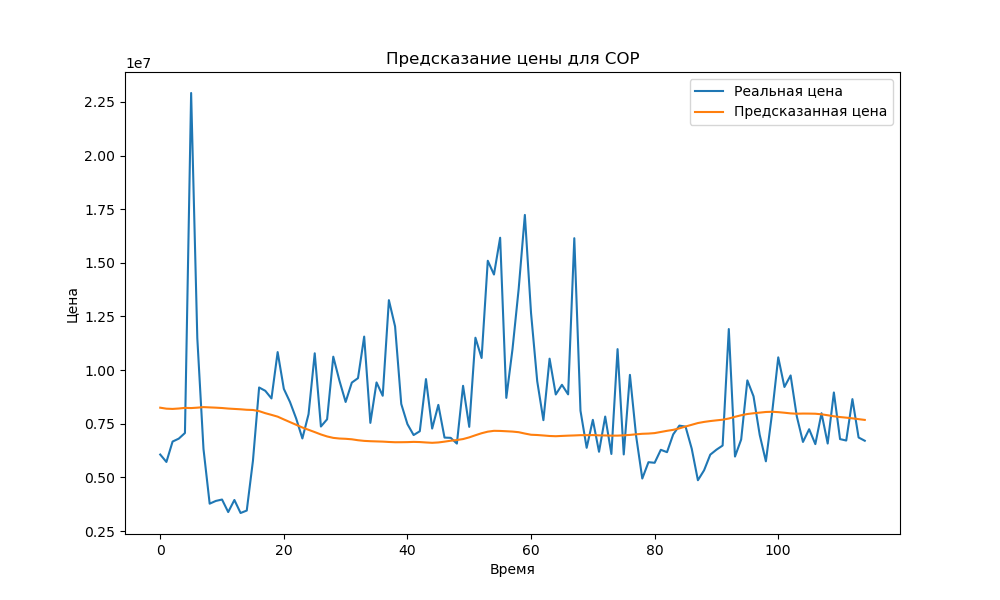 Предсказание цены для COP
1e7
Реальная цена
Предсказанная цена
2.25
2.00
1.75
1.50
1.25
1.00
0.75
0.50
0.25
Цена
0 20 40 60 80 100
Время